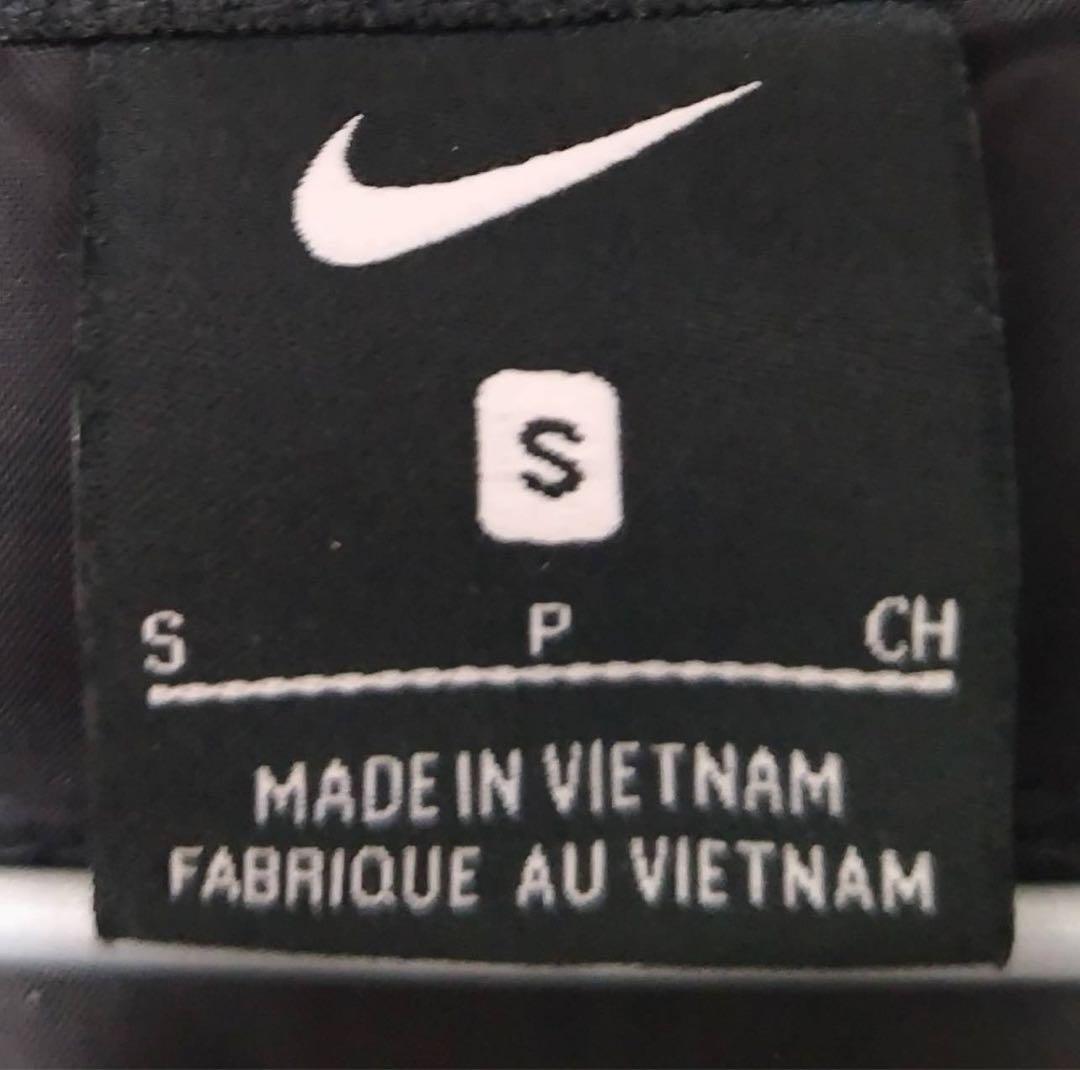 S
S P CH
MADE IN VIETNAM
FABRIQUE AU VIETNAM